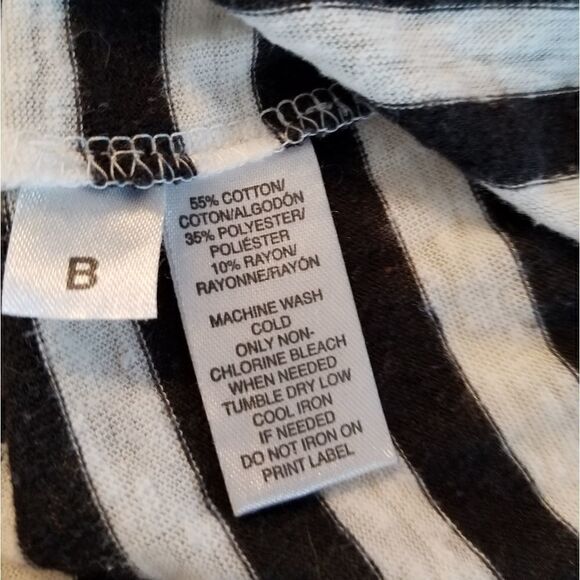 B
55% COTTON/
COTON/ALGODÓN
35% POLYESTER/
POLIÉSTER
10% RAYON/
RAYONNE/RAYÓN
MACHINE WASH
COLD
ONLY NON-
CHLORINE BLEACH
WHEN NEEDED
TUMBLE DRY LOW
COOL IRON
IF NEEDED
DO NOT IRON ON
PRINT LABEL